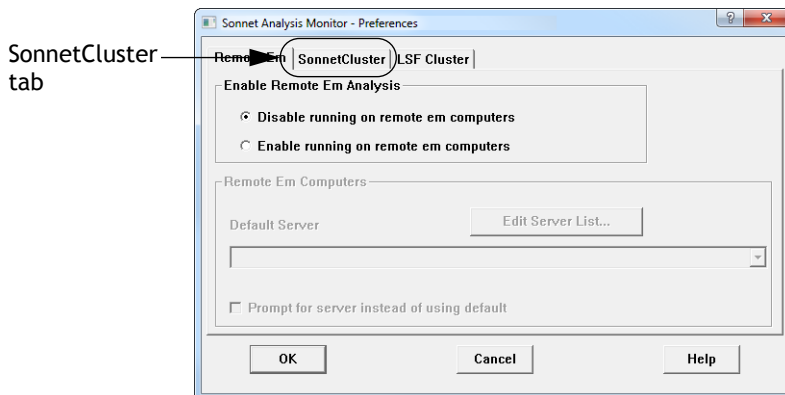 Sonnet Analysis Monitor - Preferences
SonnetCluster
tab
Remote Em
SonnetCluster
LSF Cluster
Enable Remote Em Analysis
Disable running on remote em computers
Enable running on remote em computers
Remote Em Computers
Default Server
Edit Server List...
Prompt for server instead of using default
OK
Cancel
Help